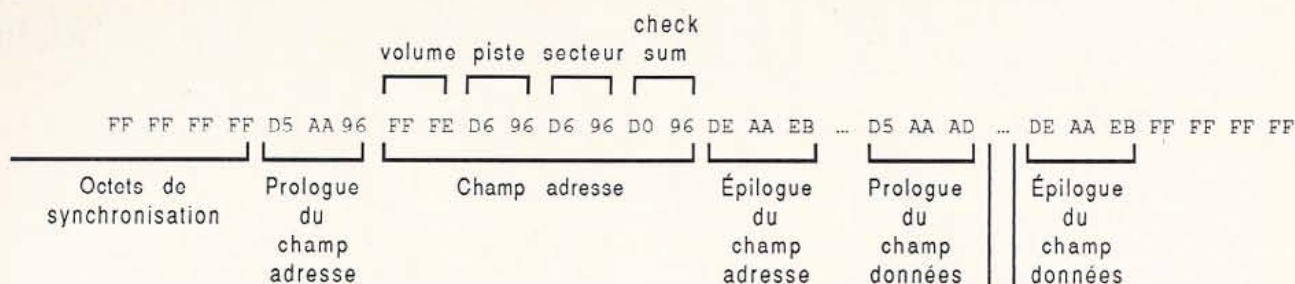 check
volume piste secteur sum
FF FF FF FF D5 AA 96 FF FE D6 96 D6 96 D0 96 DE AA EB ... D5 AA AD ... DE AA EB FF FF FF FF
Octets de
synchronisation
Prologue
du
champ
adresse
Champ adresse
Épilogue
du
champ
adresse
Prologue
du
champ
données
Épilogue
du
champ
données